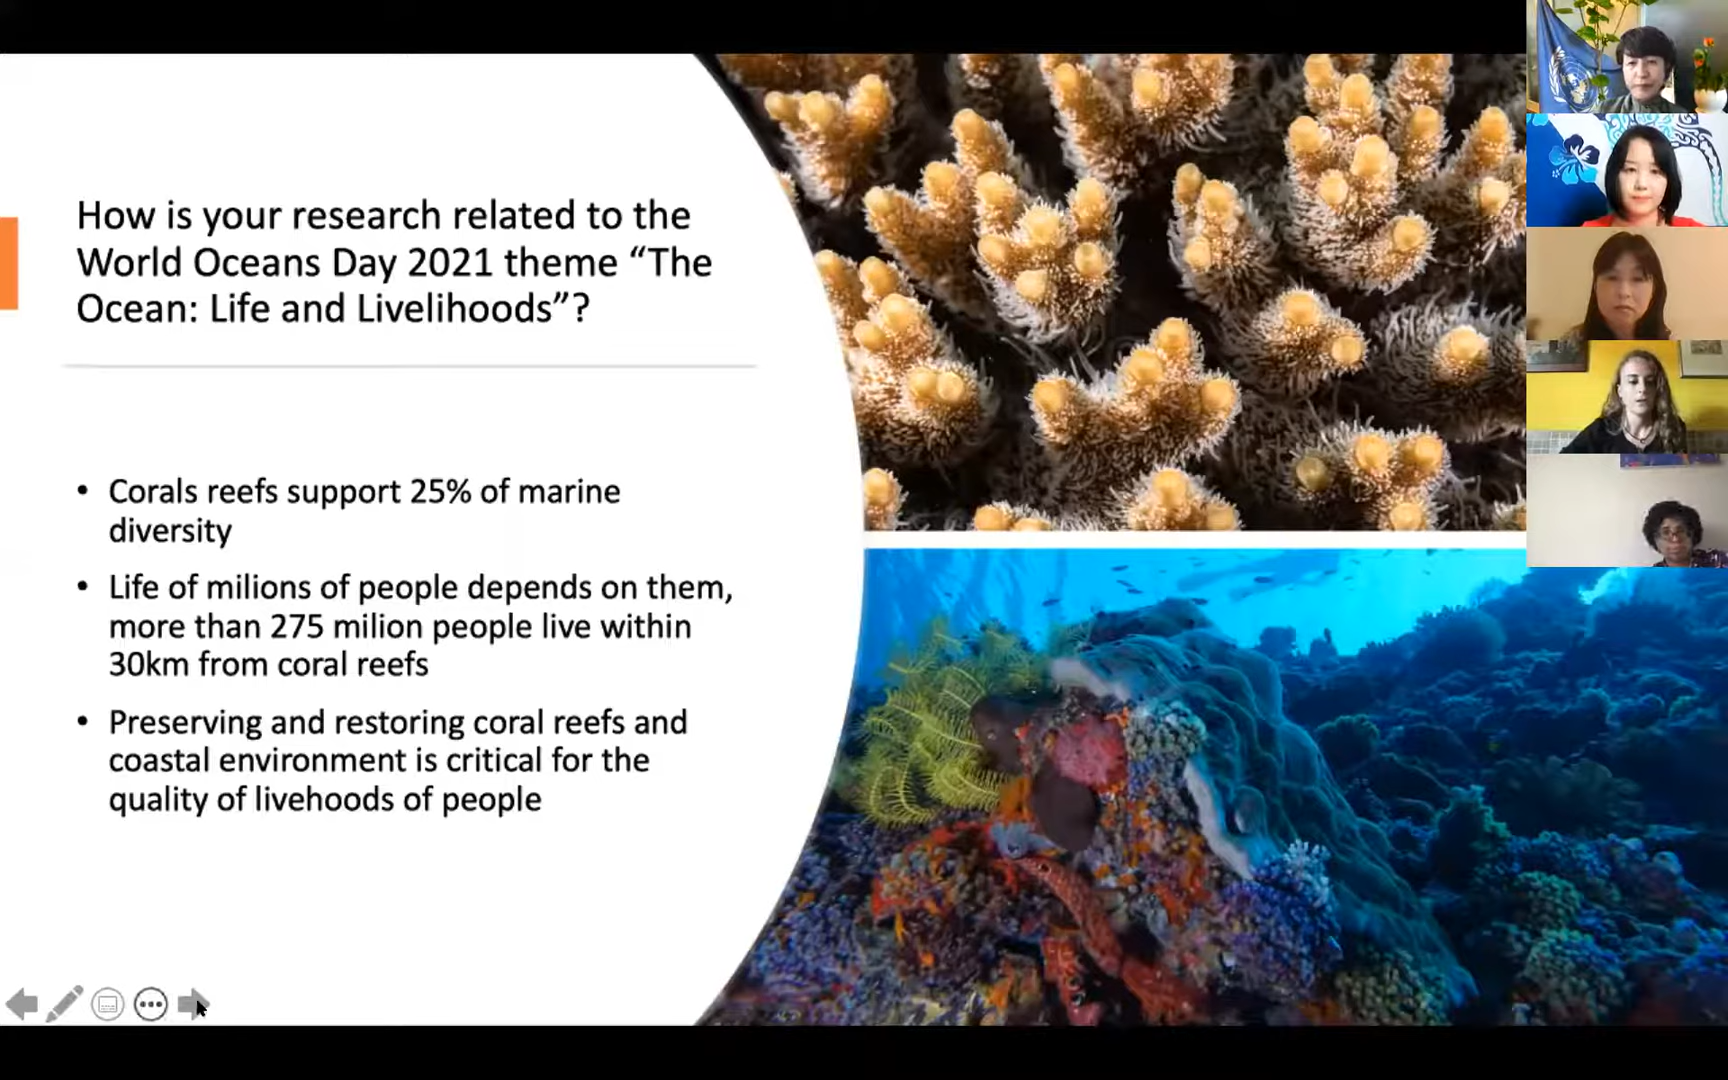 How is your research related to the
World Oceans Day 2021 theme “The
Ocean: Life and Livelihoods”?
• Corals reefs support 25% of marine
diversity
• Life of milions of people depends on them,
more than 275 milion people live within
30km from coral reefs
• Preserving and restoring coral reefs and
coastal environment is critical for the
quality of livehoods of people